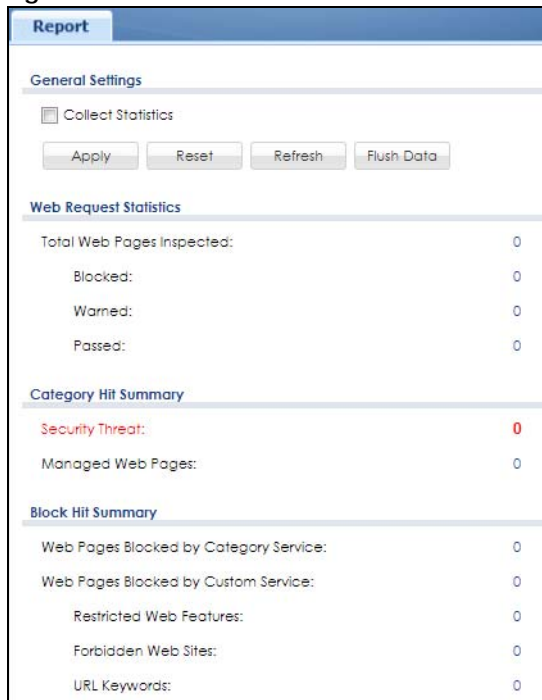 Report
General Settings
Collect Statistics
Apply Reset Refresh Flush Data
Web Request Statistics
Total Web Pages Inspected: 0
Blocked: 0
Warned: 0
Passed: 0
Category Hit Summary
Security Threat: 0
Managed Web Pages: 0
Block Hit Summary
Web Pages Blocked by Category Service: 0
Web Pages Blocked by Custom Service: 0
Restricted Web Features: 0
Forbidden Web Sites: 0
URL Keywords: 0